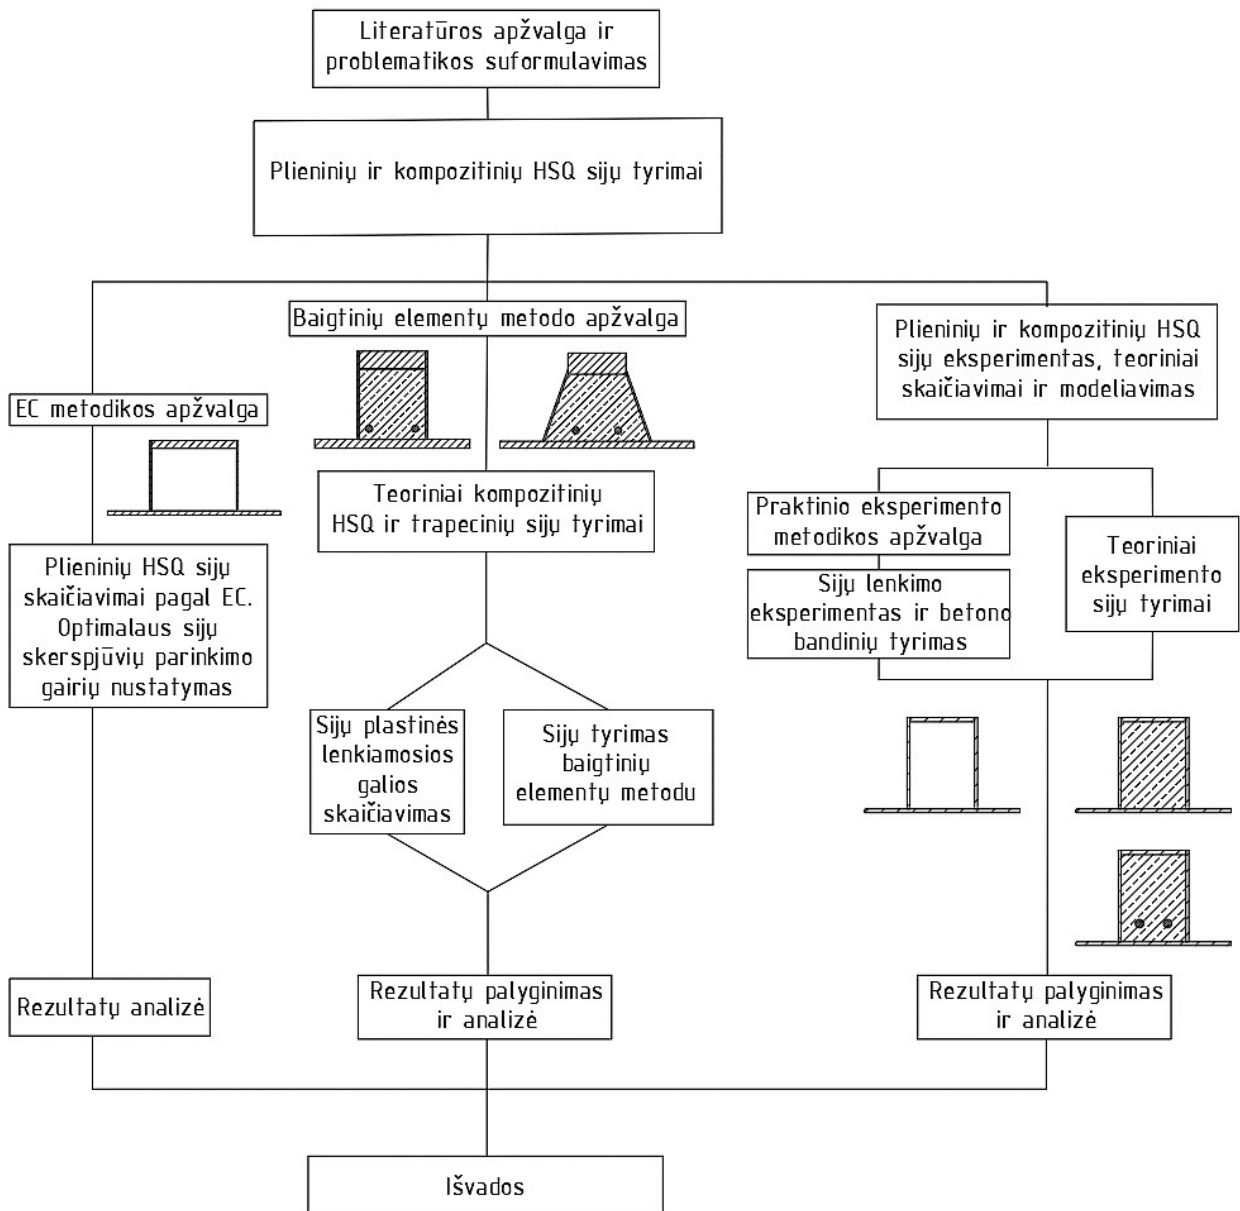 Literatūros apžvalga ir
problematikos suformulavimas
Plieninių ir kompozitinių HSQ sijų tyrimai
EC metodikos apžvalga
Plieninių HSQ sijų
skaičiavimai pagal EC.
Optimalaus sijų
skerspjūvių parinkimo
gairių nustatymas
Rezultatų analizė
Baigtinių elementų metodo apžvalga
Teoriniai kompozitinių
HSQ ir trapecinių sijų tyrimai
Sijų plastinės
lenkiamosios
galios
skaičiavimas
Sijų tyrimas
baigtinių
elementų metodu
Rezultatų palyginimas
ir analizė
Plieninių ir kompozitinių HSQ
sijų eksperimentas, teoriniai
skaičiavimai ir modeliavimas
Praktinio eksperimento
metodikos apžvalga
Sijų lenkimo
eksperimentas ir betono
bandinių tyrimas
Teoriniai
eksperimento
sijų tyrimai
Rezultatų palyginimas
ir analizė
Išvados